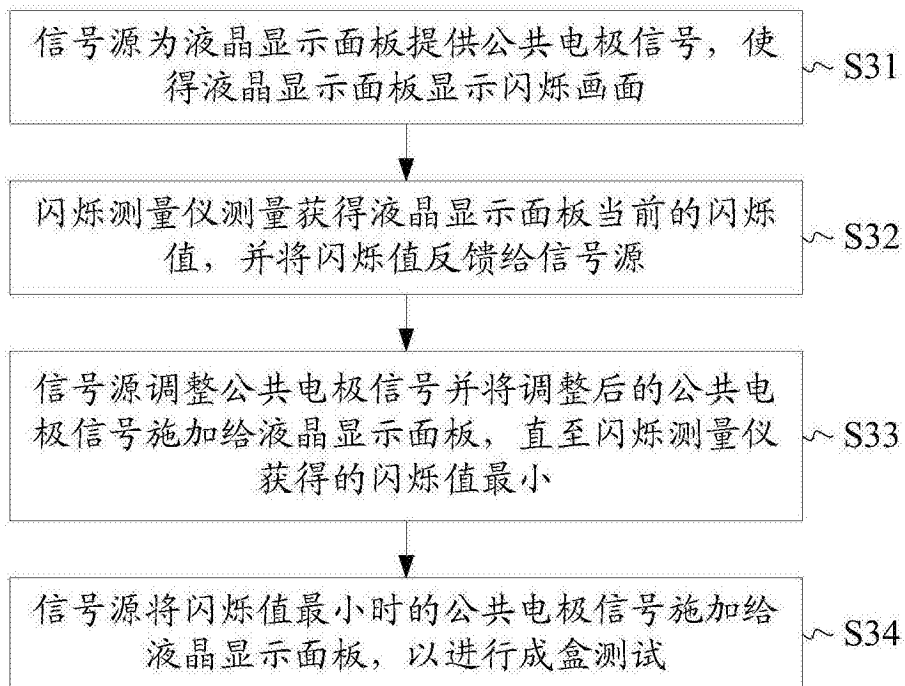 信号源为液晶显示面板提供公共电极信号，使
得液晶显示面板显示闪烁画面
S31
闪烁测量仪测量获得液晶显示面板当前的闪烁
值，并将闪烁值反馈给信号源
S32
信号源调整公共电极信号并将调整后的公共电
极信号施加给液晶显示面板，直至闪烁测量仪
获得的闪烁值最小
S33
信号源将闪烁值最小时的公共电极信号施加给
液晶显示面板，以进行成盒测试
S34